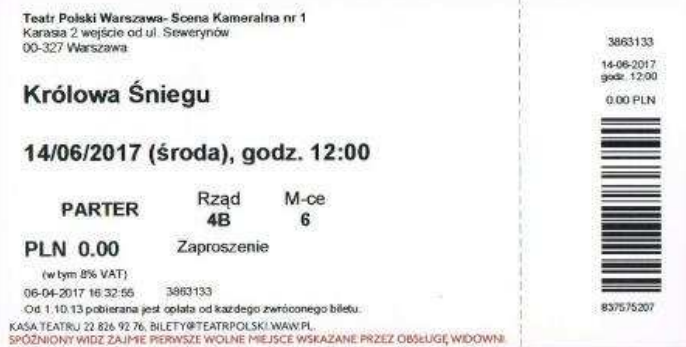 Teatr Polski Warszawa- Scena Kameralna nr 1
Karasia 2 wejście od ul. Sewerynów
00-327 Warszawa
Królowa Śniegu
14/06/2017 (środa), godz. 12:00
PARTER
Rząd
4B
M-ce
6
PLN 0.00
Zaproszenie
(w tym 8% VAT)
06-04-2017 16:32:55 3863133
Od 1.10.13 pobierana jest opłata od każdego zwróconego biletu.
KASA TEATRU 22 826 92 76, BILETY@TEATRPOLSKI.WAW.PL
SPÓŹNIONY WIDZ ZAJMIE PIERWSZE WOLNE MIEJSCE WSKAZANE PRZEZ OBSŁUGĘ WIDOWNI
3863133
14-06-2017
godz. 12:00
0.00 PLN
837575207